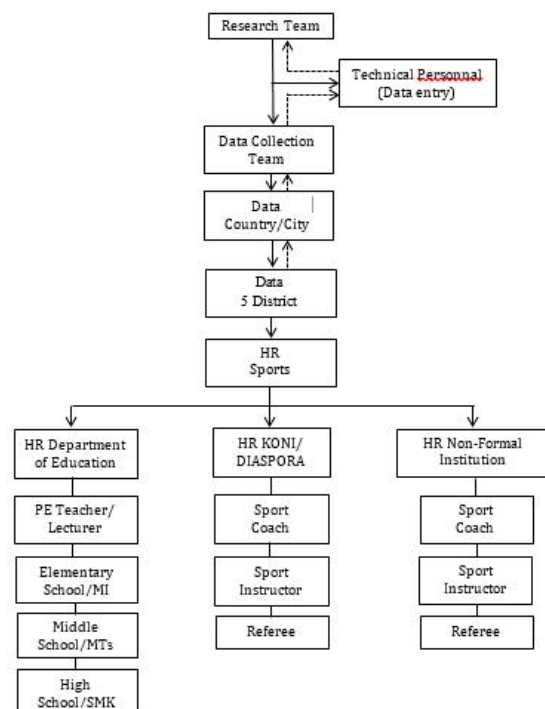 Research Team
Technical Personnal
(Data entry)
Data Collection
Team
Data
Country/City
Data
5 District
HR
Sports
HR Department
of Education
HR KONI/
DIASPORA
HR Non-Formal
Institution
PE Teacher/
Lecturer
Sport
Coach
Sport
Coach
Elementary
School/MI
Sport
Instructor
Sport
Instructor
Middle
School/MTs
Referee
Referee
High
School/SMK